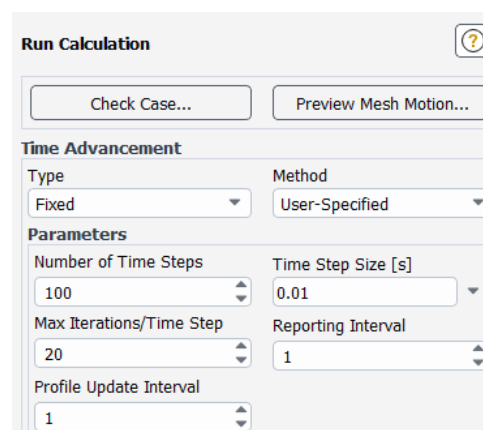 Run Calculation
?
Check Case...
Preview Mesh Motion...
Time Advancement
Type
Method
Fixed
User-Specified
Parameters
Number of Time Steps
Time Step Size [s]
100
0.01
Max Iterations/Time Step
Reporting Interval
20
1
Profile Update Interval
1